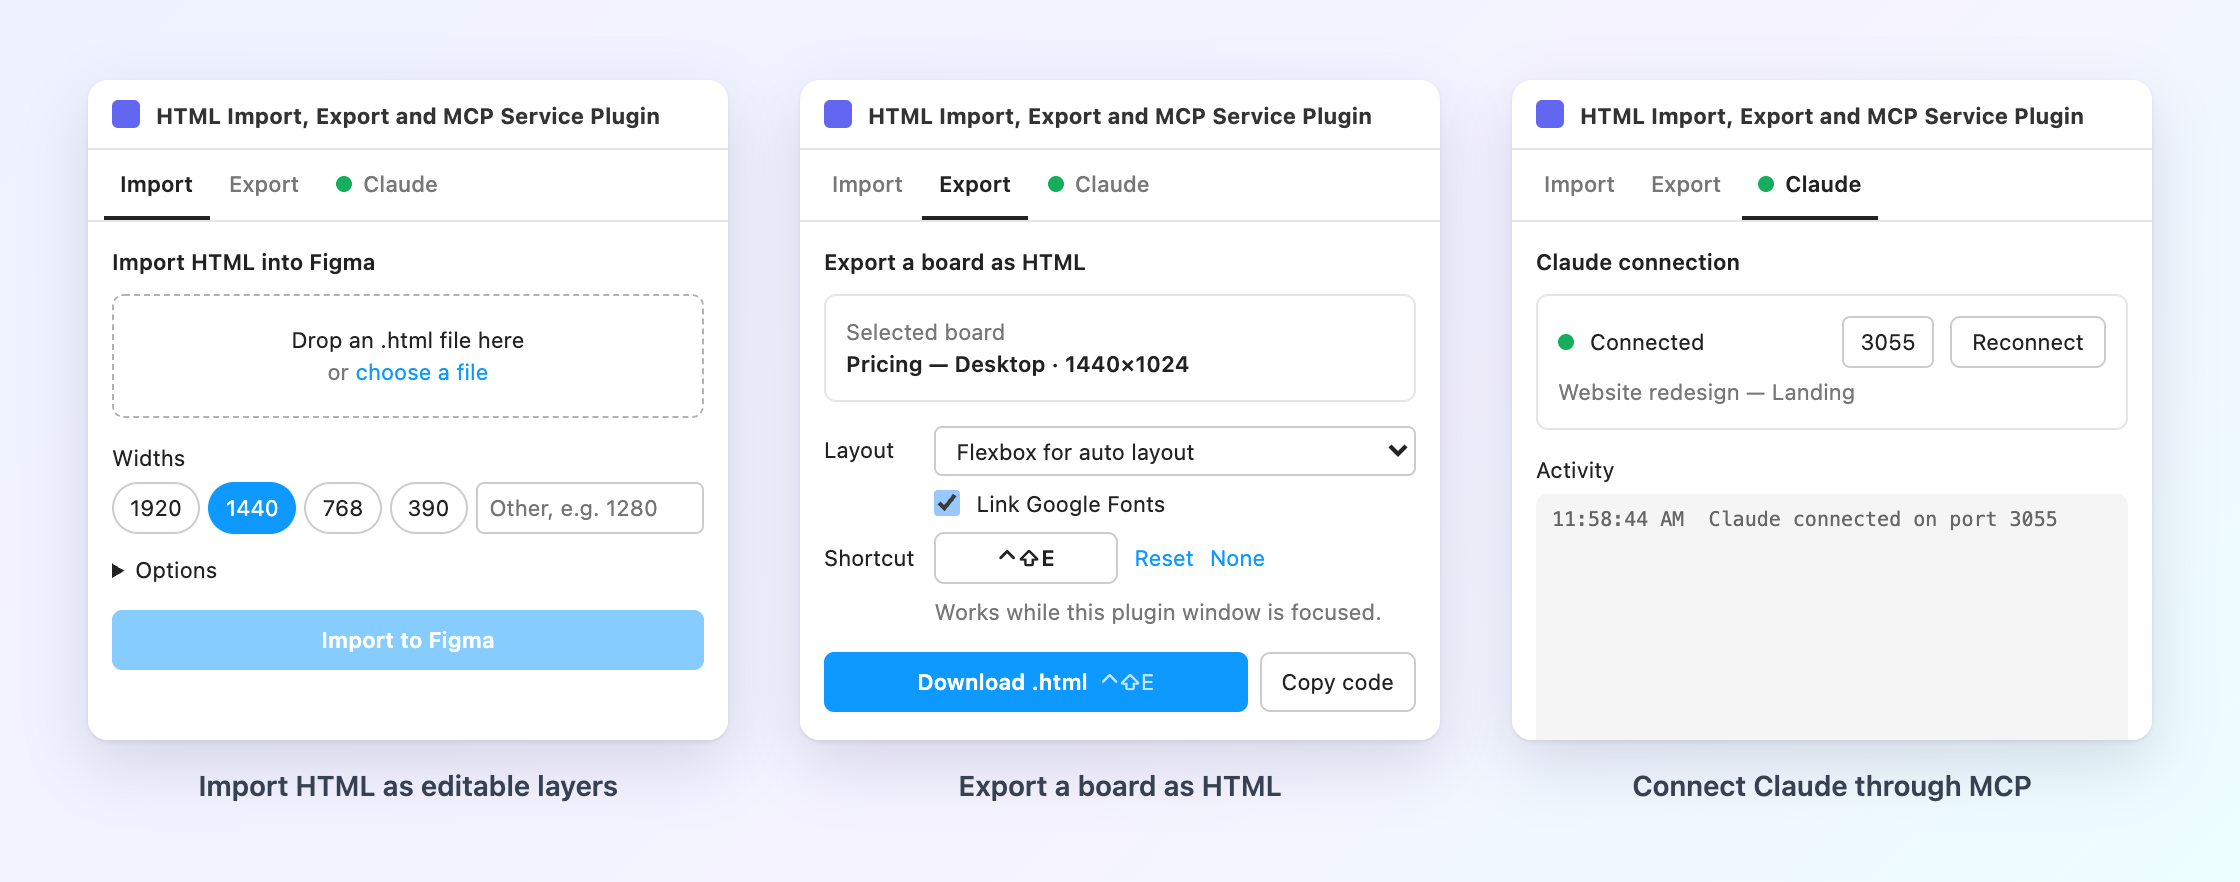 HTML Import, Export and MCP Service Plugin
Import Export Claude
Import HTML into Figma
Drop an .html file here
or choose a file
Widths
1920 1440 768 390 Other, e.g. 1280
Options
Import to Figma
Import HTML as editable layers
HTML Import, Export and MCP Service Plugin
Import Export Claude
Export a board as HTML
Selected board
Pricing — Desktop · 1440×1024
Layout Flexbox for auto layout
Link Google Fonts
Shortcut ^⇧E Reset None
Works while this plugin window is focused.
Download .html ^⇧E Copy code
Export a board as HTML
HTML Import, Export and MCP Service Plugin
Import Export Claude
Claude connection
Connected 3055 Reconnect
Website redesign — Landing
Activity
11:58:44 AM Claude connected on port 3055
Connect Claude through MCP